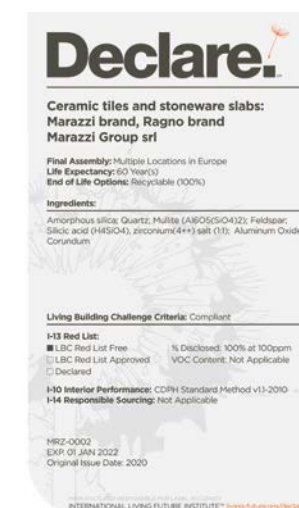 Declare.
Ceramic tiles and stoneware slabs:
Marazzi brand, Ragno brand
Marazzi Group srl
Final Assembly: Multiple Locations in Europe
Life Expectancy: 60 Year(s)
End of Life Options: Recyclable (100%)
Ingredients:
Amorphous silica; Quartz; Mullite (Al6O5(SiO4)2); Feldspar;
Silicic acid (H4SiO4), zirconium(4++) salt (1:1); Aluminum Oxide
Corundum
Living Building Challenge Criteria: Compliant
I-13 Red List:
■ LBC Red List Free % Disclosed: 100% at 100ppm
□ LBC Red List Approved VOC Content: Not Applicable
□ Declared
I-10 Interior Performance: CDPH Standard Method v1.1-2010
I-14 Responsible Sourcing: Not Applicable
MRZ-0002
EXP. 01 JAN 2022
Original Issue Date: 2020
INTERNATIONAL LIVING FUTURE INSTITUTE™